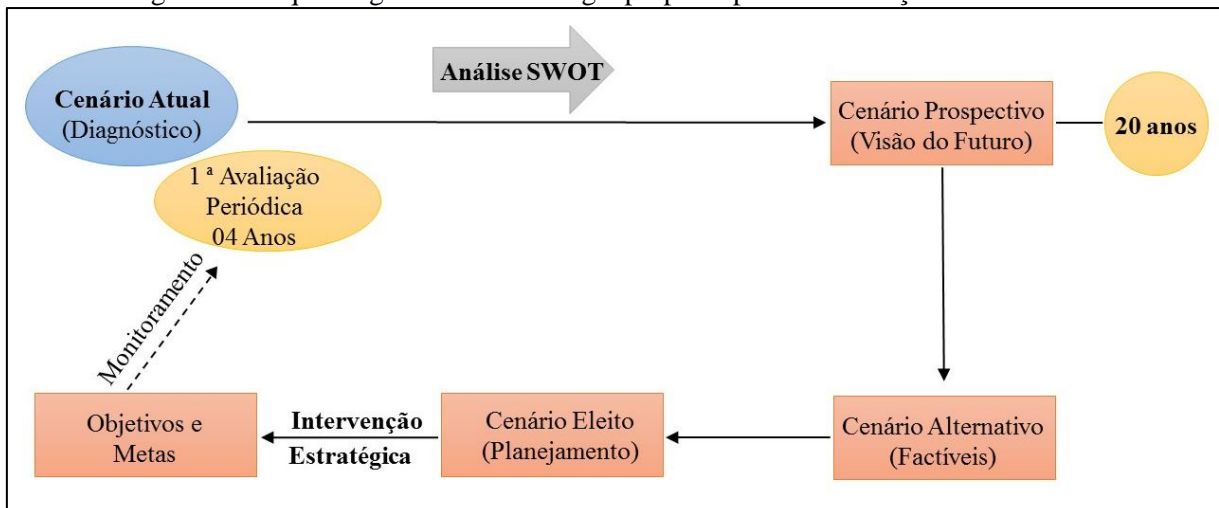 Análise SWOT
Cenário Atual
(Diagnóstico)
Cenário Prospectivo
(Visão do Futuro)
20 anos
1 ª Avaliação
Periódica
04 Anos
Monitoramento
Objetivos e
Metas
Intervenção
Estratégica
Cenário Eleito
(Planejamento)
Cenário Alternativo
(Factíveis)